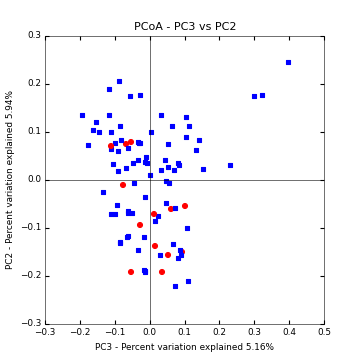 PCoA - PC3 vs PC2
PC2 - Percent variation explained 5.94%
0.3
0.2
0.1
0.0
−0.1
−0.2
−0.3
−0.3 −0.2 −0.1 0.0 0.1 0.2 0.3 0.4 0.5
PC3 - Percent variation explained 5.16%